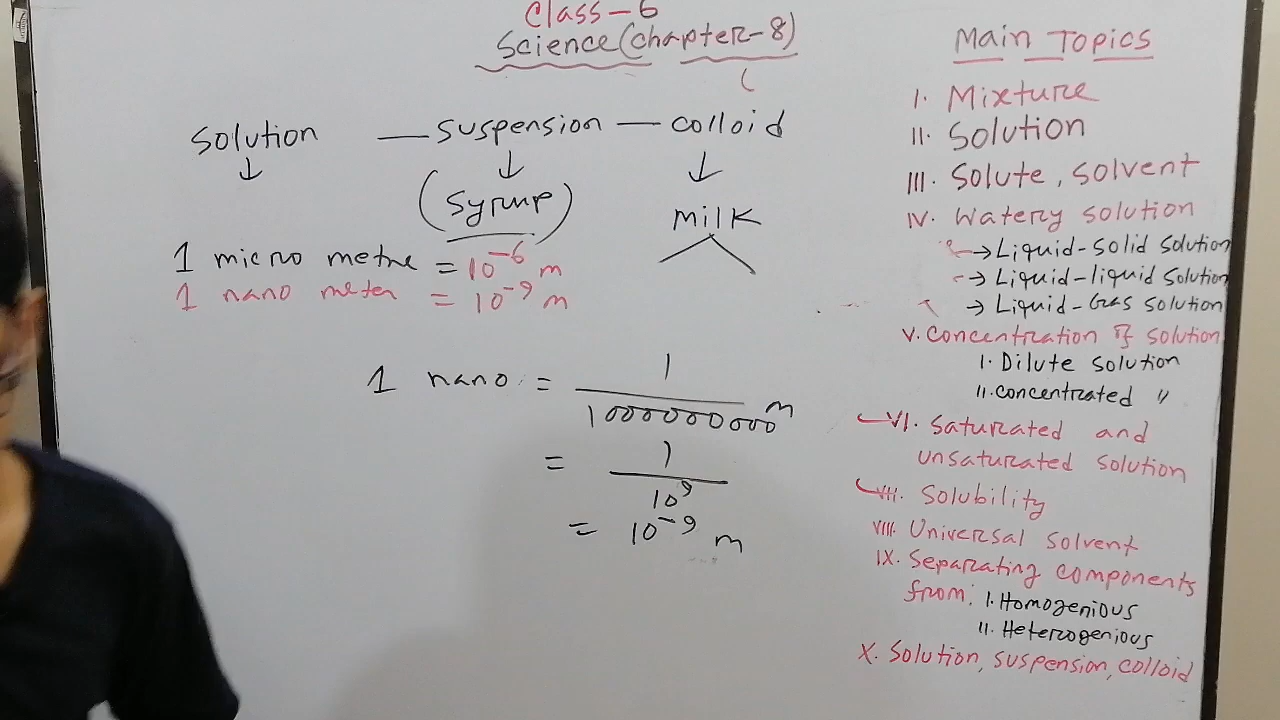 Class-6
Science(chapter-8)
solution — suspension — colloid
↓ ↓ ↓
(Syrup) Milk
1 micro metre = 10⁻⁶ m
1 nano meter = 10⁻⁹ m
1 nano = 1/1000000000 m
= 1/10⁹
= 10⁻⁹ m
Main Topics
I. Mixture
II. Solution
III. Solute, solvent
IV. Watery solution
→ Liquid-solid solution
→ Liquid-liquid solution
→ Liquid-Gas solution
V. Concentration of solution
I. Dilute solution
II. concentrated "
VI. Saturated and
unsaturated solution
VII. Solubility
VIII. Universal solvent
IX. Separating components
from: I. Homogenious
II. Heterogenious
X. Solution, suspension, colloid